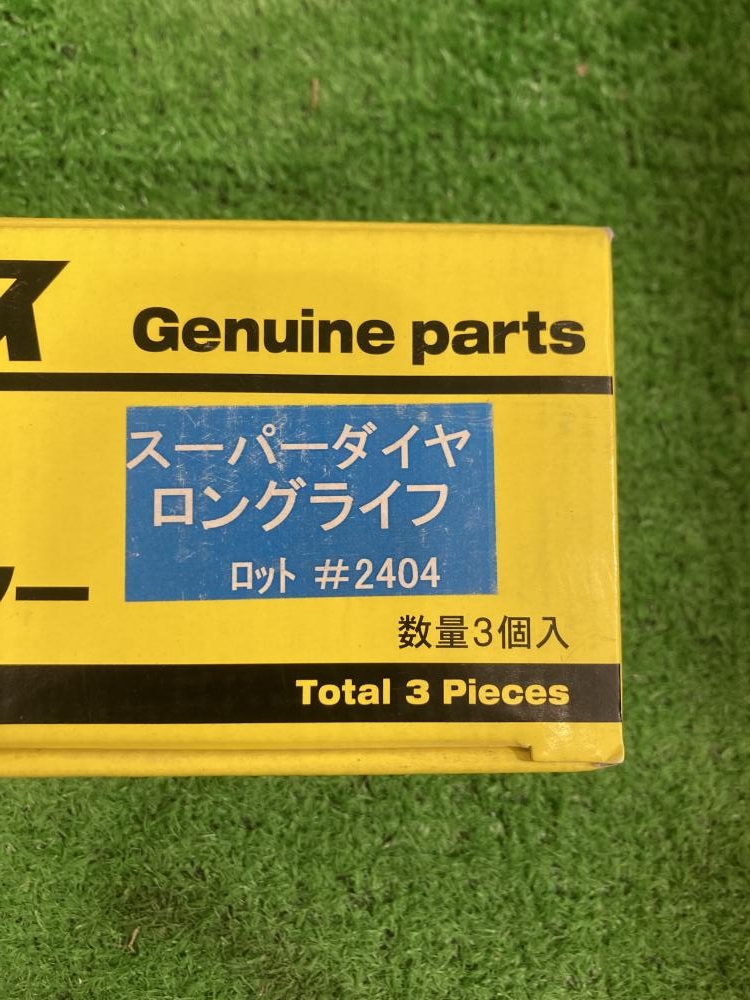 Genuine parts
スーパーダイヤ
ロングライフ
ロット #2404
数量3個入
Total 3 Pieces